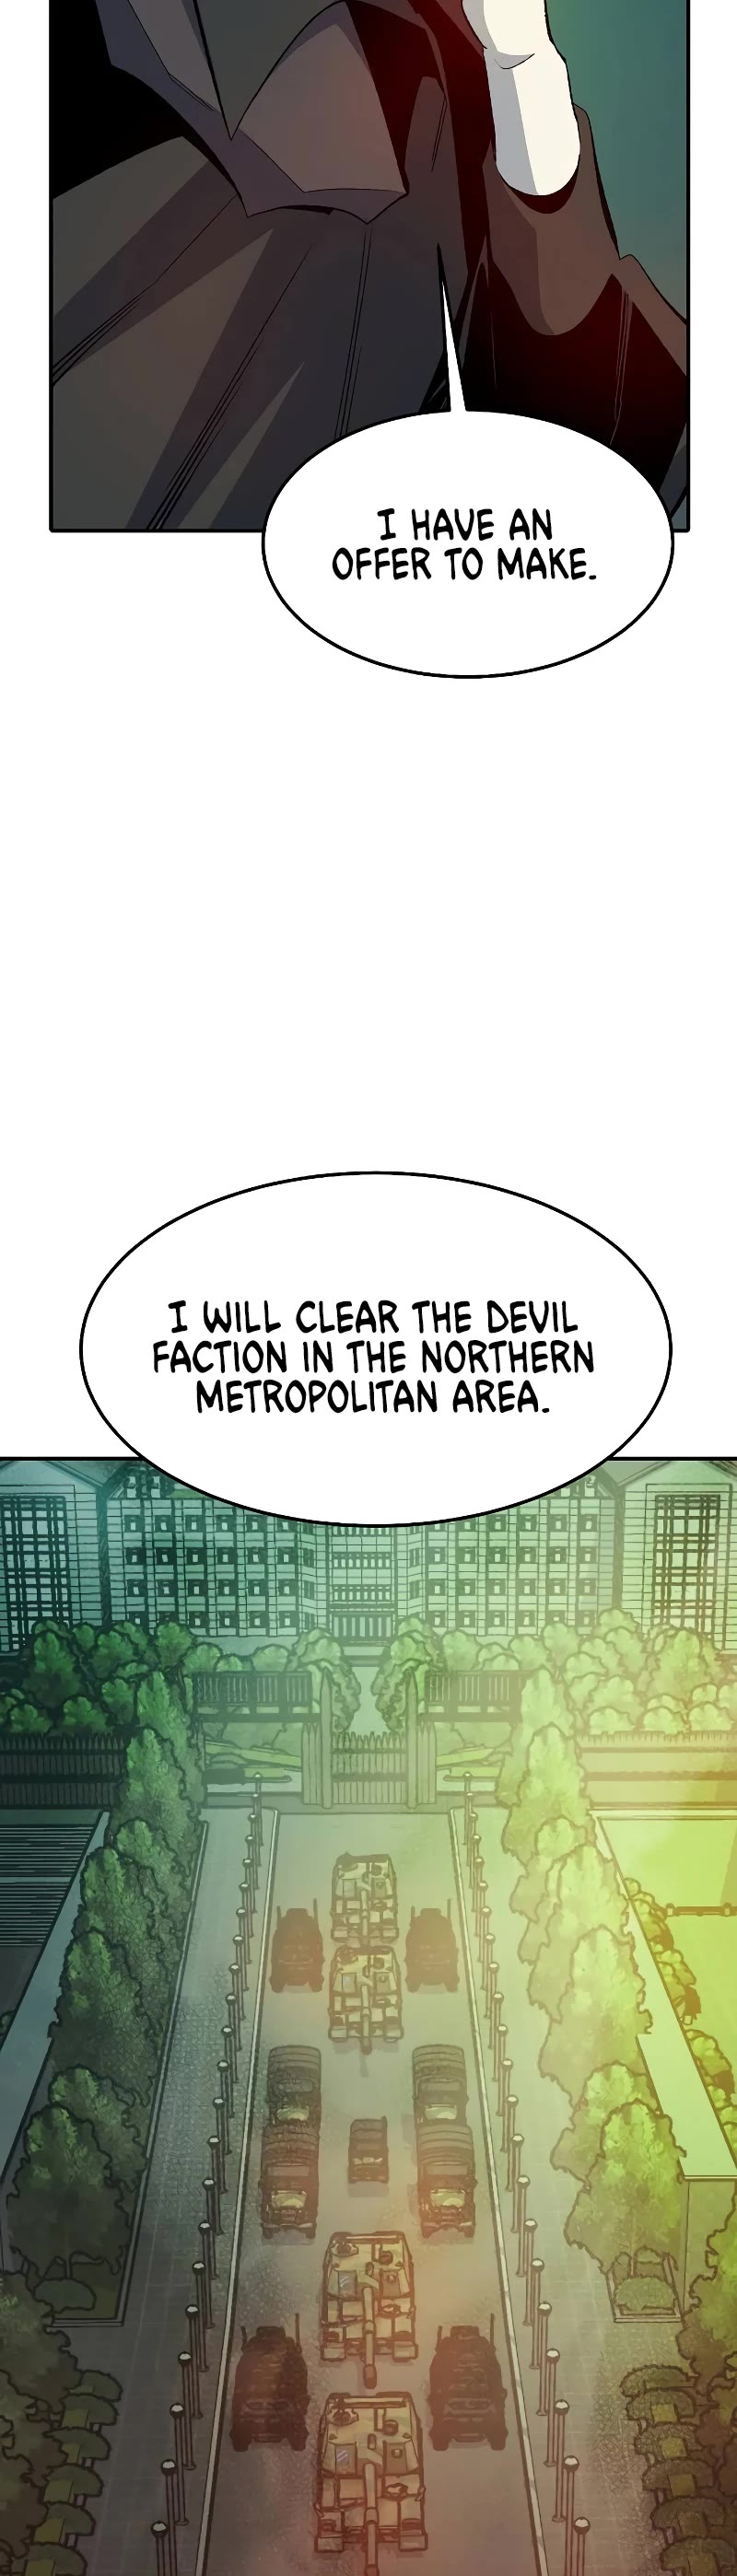 I HAVE AN
OFFER TO MAKE.
I WILL CLEAR THE DEVIL
FACTION IN THE NORTHERN
METROPOLITAN AREA.